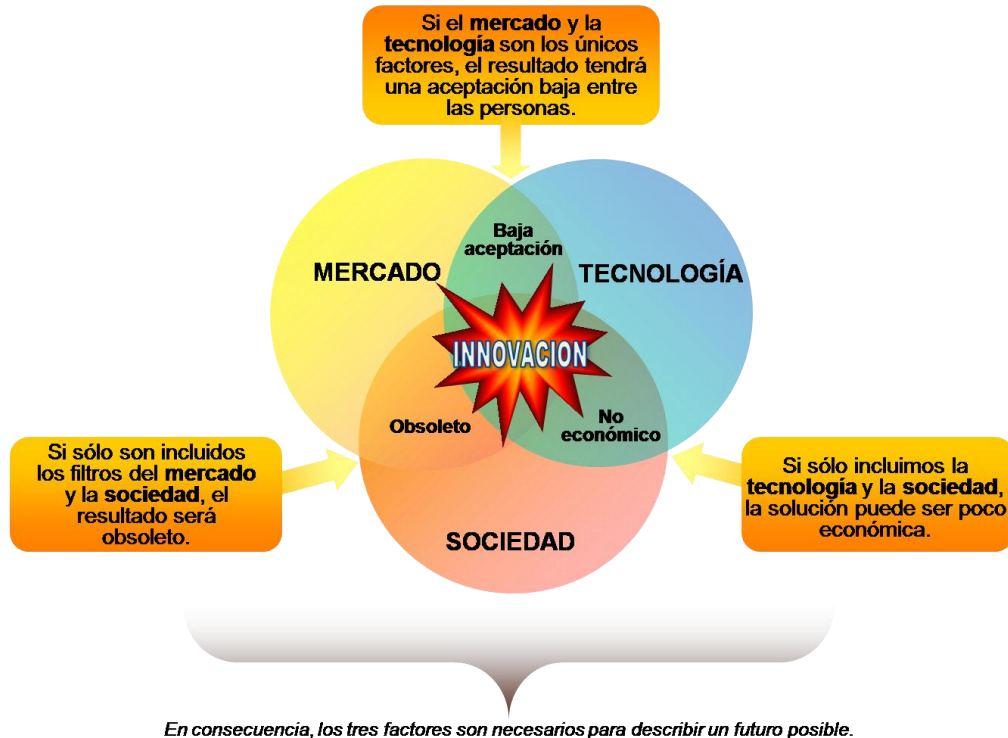 Si el mercado y la
tecnología son los únicos
factores, el resultado tendrá
una aceptación baja entre
las personas.
Baja
aceptación
MERCADO
TECNOLOGÍA
INNOVACION
Obsoleto
No
económico
Si sólo son incluidos
los filtros del mercado
y la sociedad, el
resultado será
obsoleto.
Si sólo incluimos la
tecnología y la sociedad,
la solución puede ser poco
económica.
SOCIEDAD
En consecuencia, los tres factores son necesarios para describir un futuro posible.